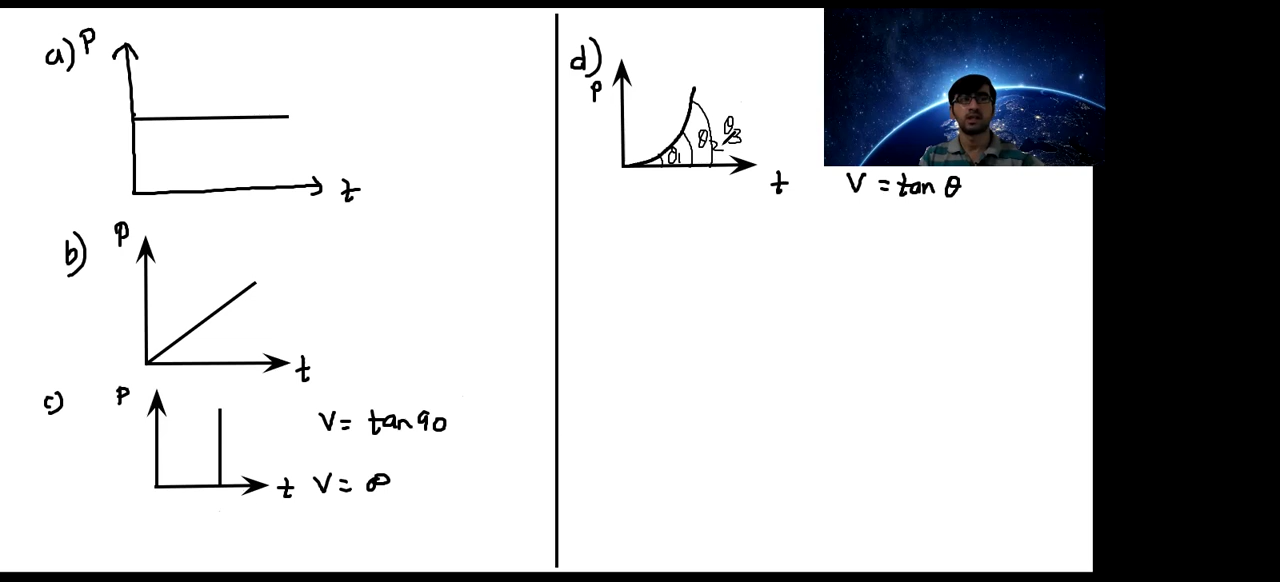 a) P
t
b) P
t
c) P
V = tan 90
t V = ∞
d)
P
θ1 θ2 θ3
t
V = tan θ